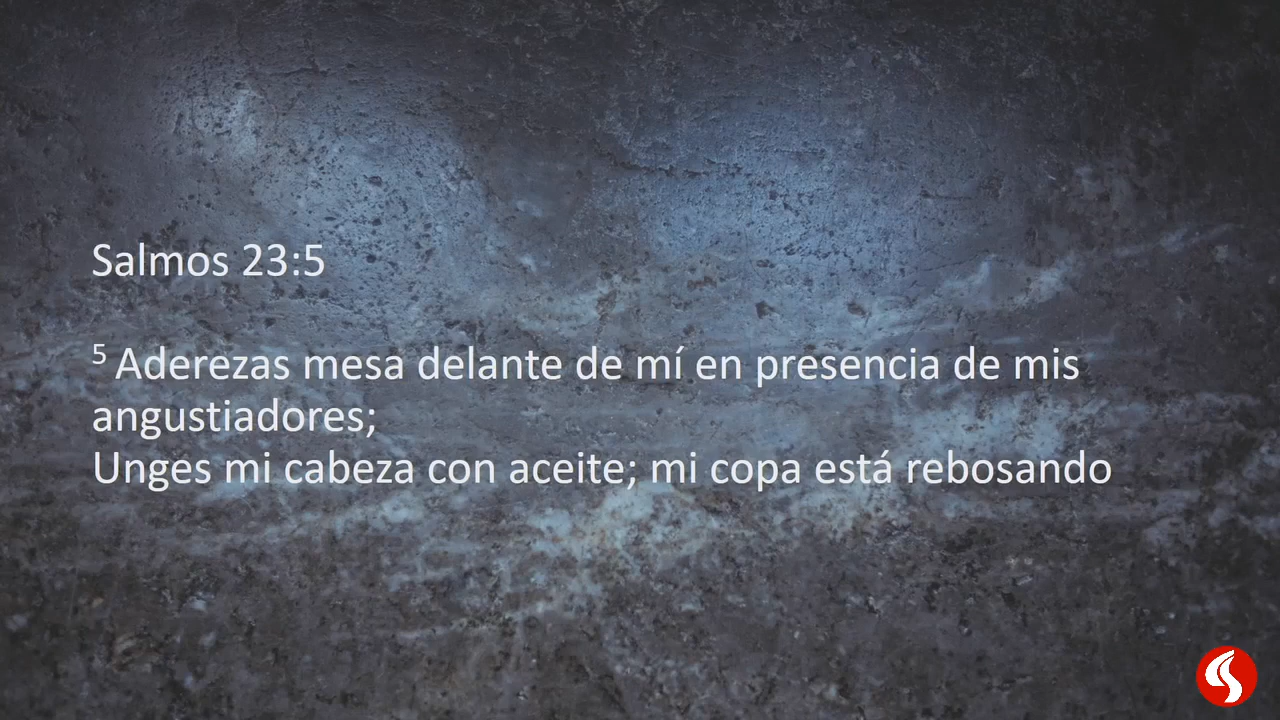 Salmos 23:5
5 Aderezas mesa delante de mí en presencia de mis
angustiadores;
Unges mi cabeza con aceite; mi copa está rebosando